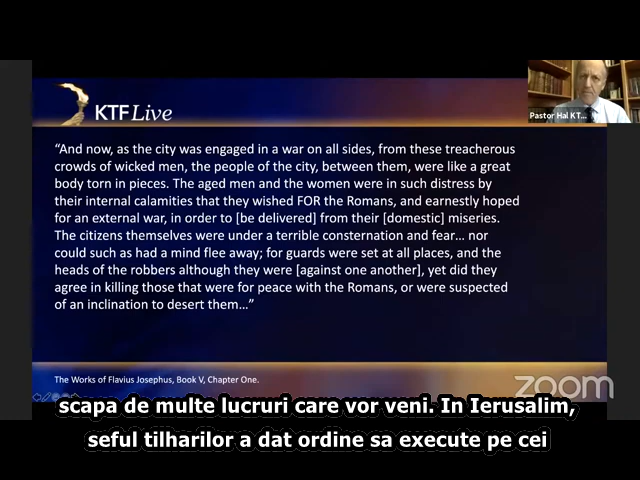 KTF Live
Pastor Hal KT...
“And now, as the city was engaged in a war on all sides, from these treacherous
crowds of wicked men, the people of the city, between them, were like a great
body torn in pieces. The aged men and the women were in such distress by
their internal calamities that they wished FOR the Romans, and earnestly hoped
for an external war, in order to [be delivered] from their [domestic] miseries.
The citizens themselves were under a terrible consternation and fear… nor
could such as had a mind flee away; for guards were set at all places, and the
heads of the robbers although they were [against one another], yet did they
agree in killing those that were for peace with the Romans, or were suspected
of an inclination to desert them…”
The Works of Flavius Josephus, Book V, Chapter One.
zoom
scapa de multe lucruri care vor veni. In Ierusalim,
seful tilharilor a dat ordine sa execute pe cei